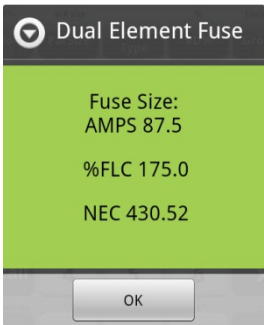 Dual Element Fuse
Fuse Size:
AMPS 87.5
%FLC 175.0
NEC 430.52
OK